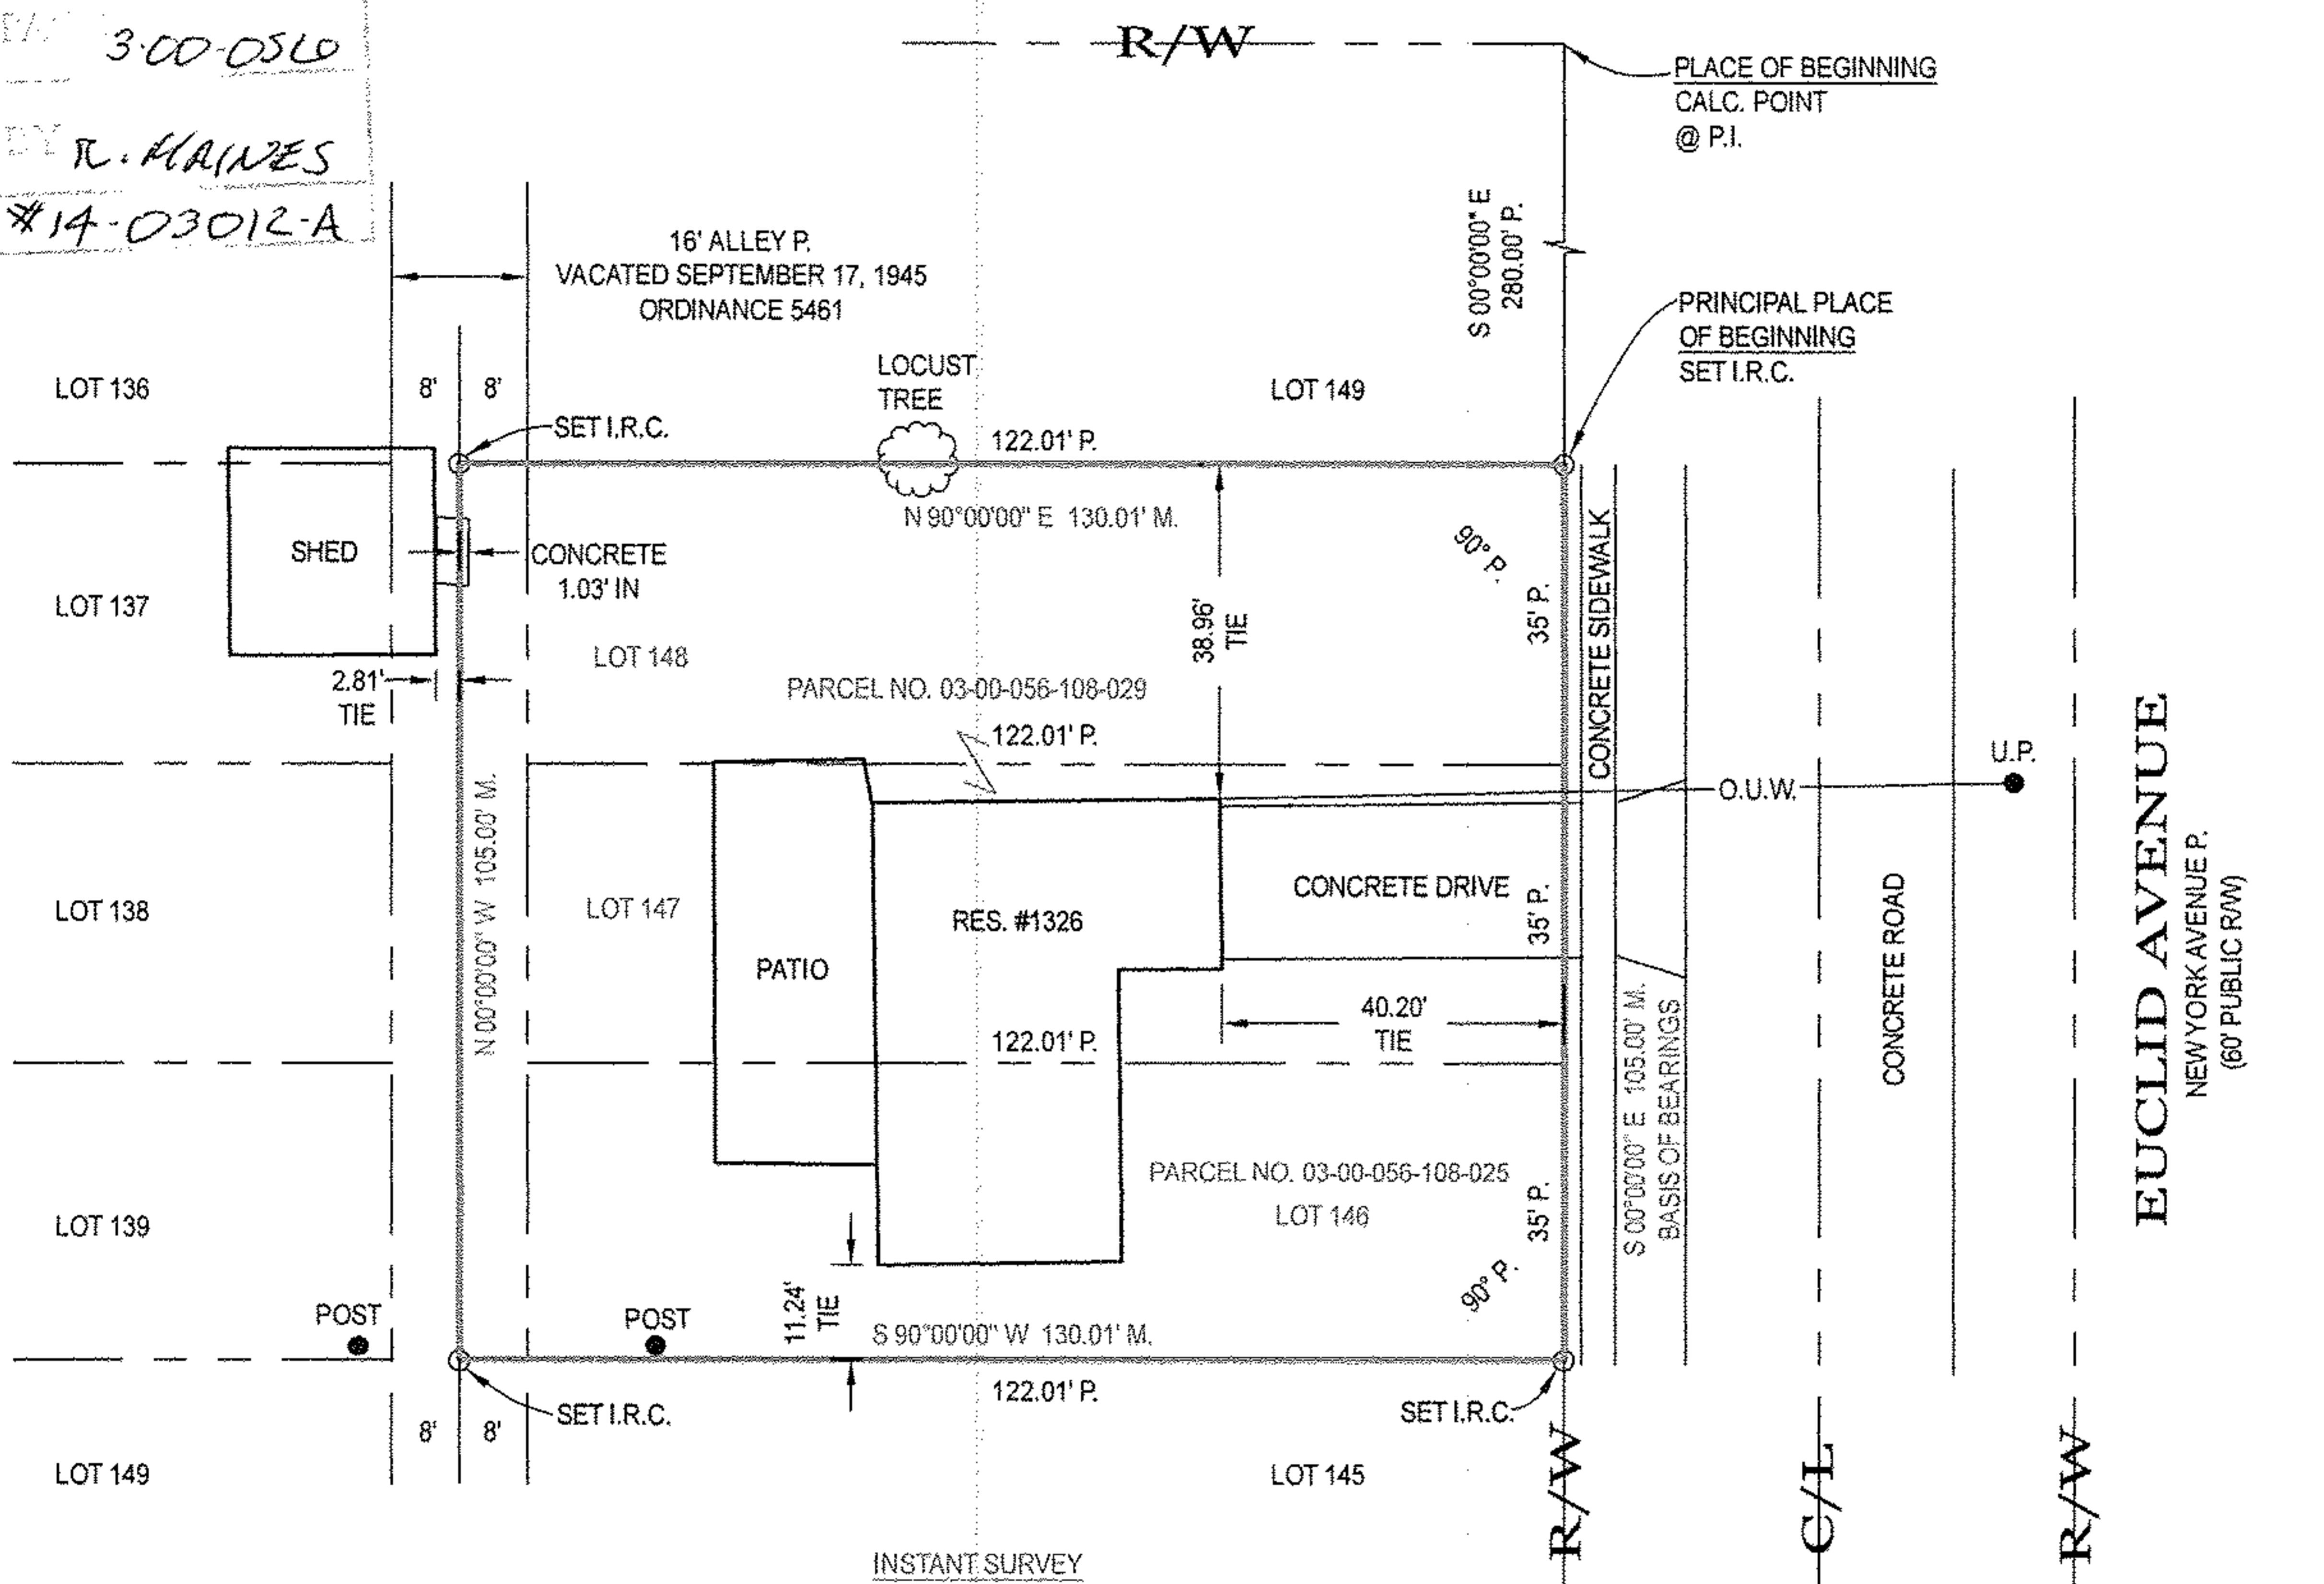 3-00-056
BY R. MAINES
#14-03012-A
R/W
PLACE OF BEGINNING
CALC. POINT
@ P.I.
S 00°00'00" E
280.00' P.
16' ALLEY P.
VACATED SEPTEMBER 17, 1945
ORDINANCE 5461
PRINCIPAL PLACE
OF BEGINNING
SET I.R.C.
LOT 136
8'
8'
LOCUST
TREE
LOT 149
SET I.R.C.
122.01' P.
N 90°00'00" E 130.01' M.
90° P.
SHED
CONCRETE
1.03' IN
LOT 137
38.96'
TIE
35' P.
CONCRETE SIDEWALK
LOT 148
2.81'
TIE
PARCEL NO. 03-00-056-108-029
122.01' P.
U.P.
O.U.W.
N 00°00'00" W 105.00' M.
LOT 138
LOT 147
PATIO
RES. #1326
CONCRETE DRIVE
35' P.
CONCRETE ROAD
EUCLID AVENUE
NEW YORK AVENUE P.
(60' PUBLIC R/W)
40.20'
TIE
122.01' P.
S 00°00'00" E 105.00' M.
BASIS OF BEARINGS
PARCEL NO. 03-00-056-108-025
LOT 146
35' P.
LOT 139
90° P.
11.24'
TIE
POST
POST
S 90°00'00" W 130.01' M.
122.01' P.
SET I.R.C.
SET I.R.C.
8'
8'
LOT 149
LOT 145
R/W
C/L
R/W
INSTANT SURVEY